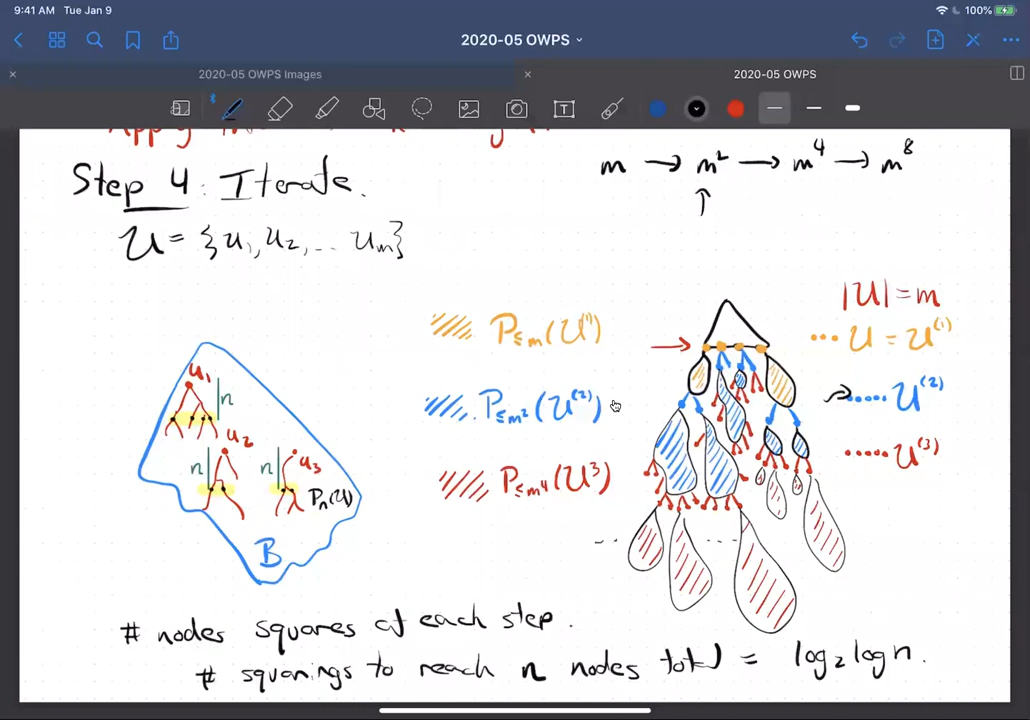 9:41 AM Tue Jan 9
100%
2020-05 OWPS
2020-05 OWPS Images
2020-05 OWPS
Apply
Step 4 : Iterate.
m → m² → m⁴ → m⁸
↑
U = {u₁, u₂, ... uₘ}
|U| = m
P≤m(U⁽¹⁾)
... U = U⁽¹⁾
P≤m²(U⁽²⁾)
..... U⁽²⁾
P≤m⁴(U³)
..... U⁽³⁾
u₁
n
u₂
n
n
u₃
Pₙ(U)
B
# nodes squares at each step.
# squarings to reach n nodes total = log₂ log n.